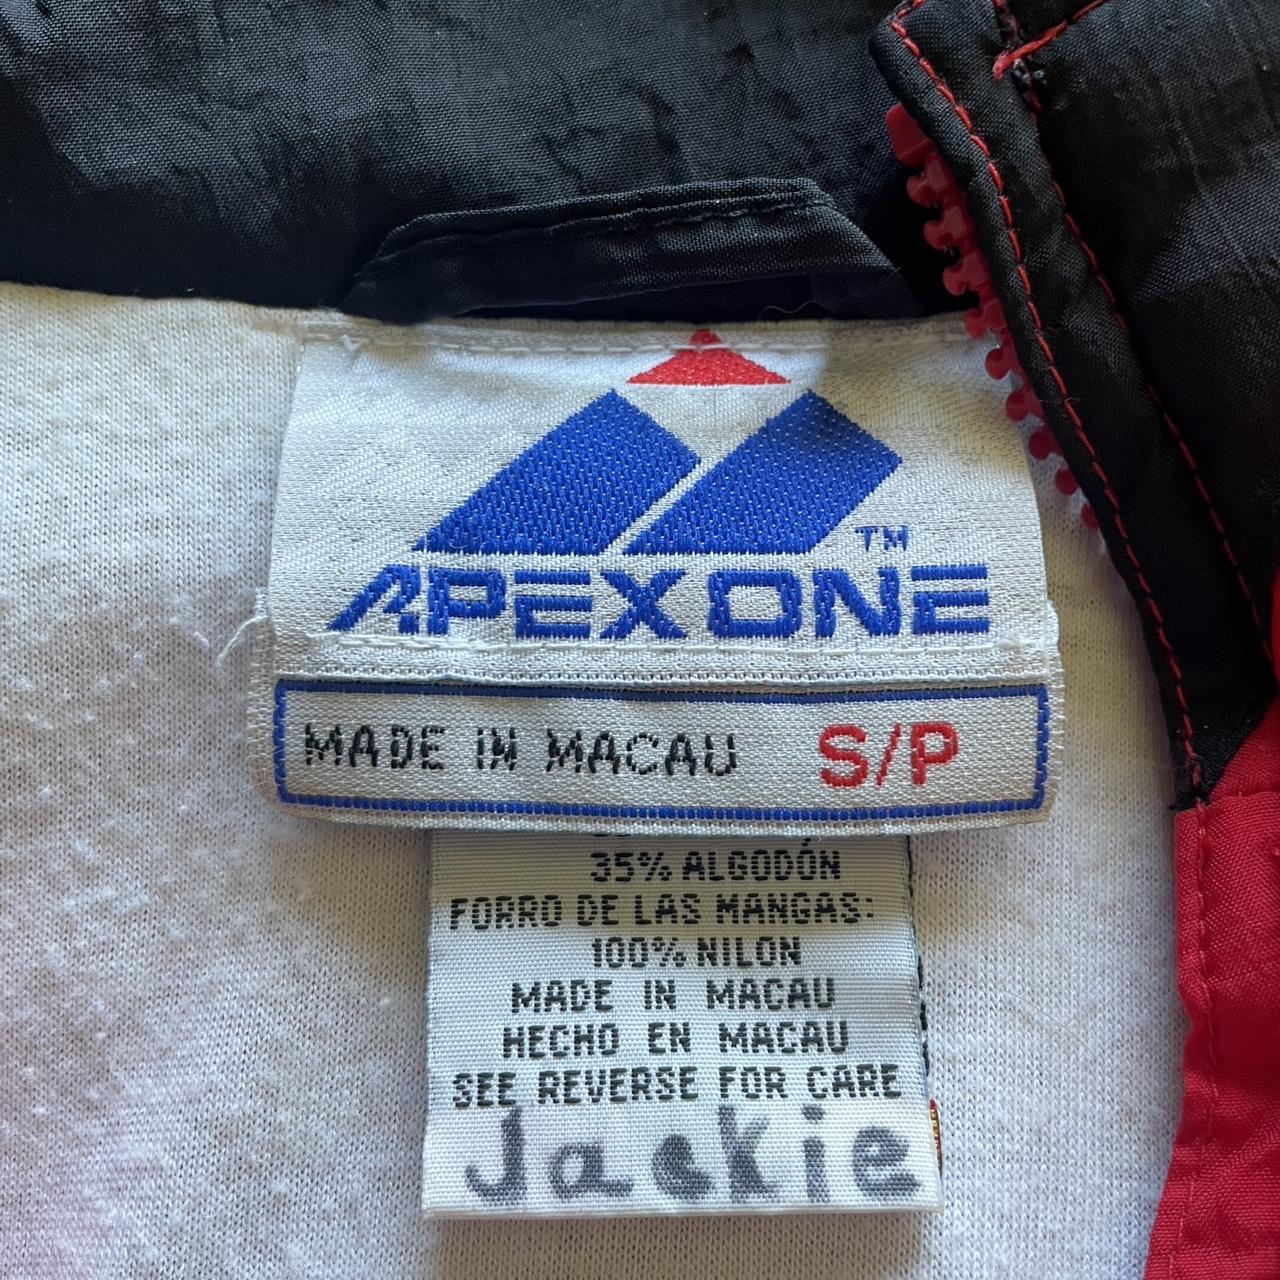 TM
APEX ONE
MADE IN MACAU S/P
35% ALGODÓN
FORRO DE LAS MANGAS:
100% NILON
MADE IN MACAU
HECHO EN MACAU
SEE REVERSE FOR CARE
Jackie